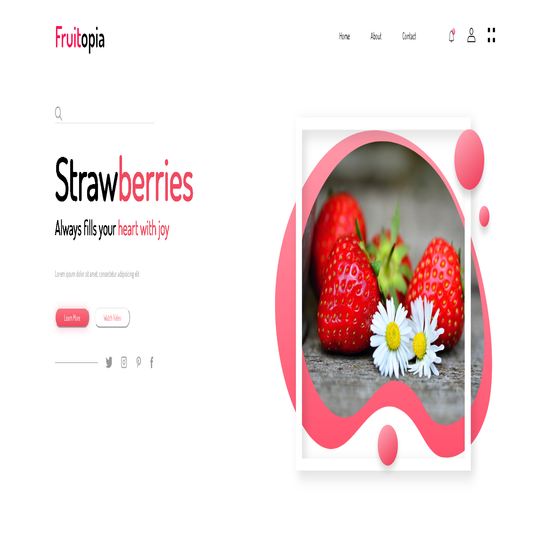 Fruitopia
Home About Contact
Strawberries
Always fills your heart with joy
Lorem ipsum dolor sit amet, consectetur adipiscing elit
Learn More Watch Video